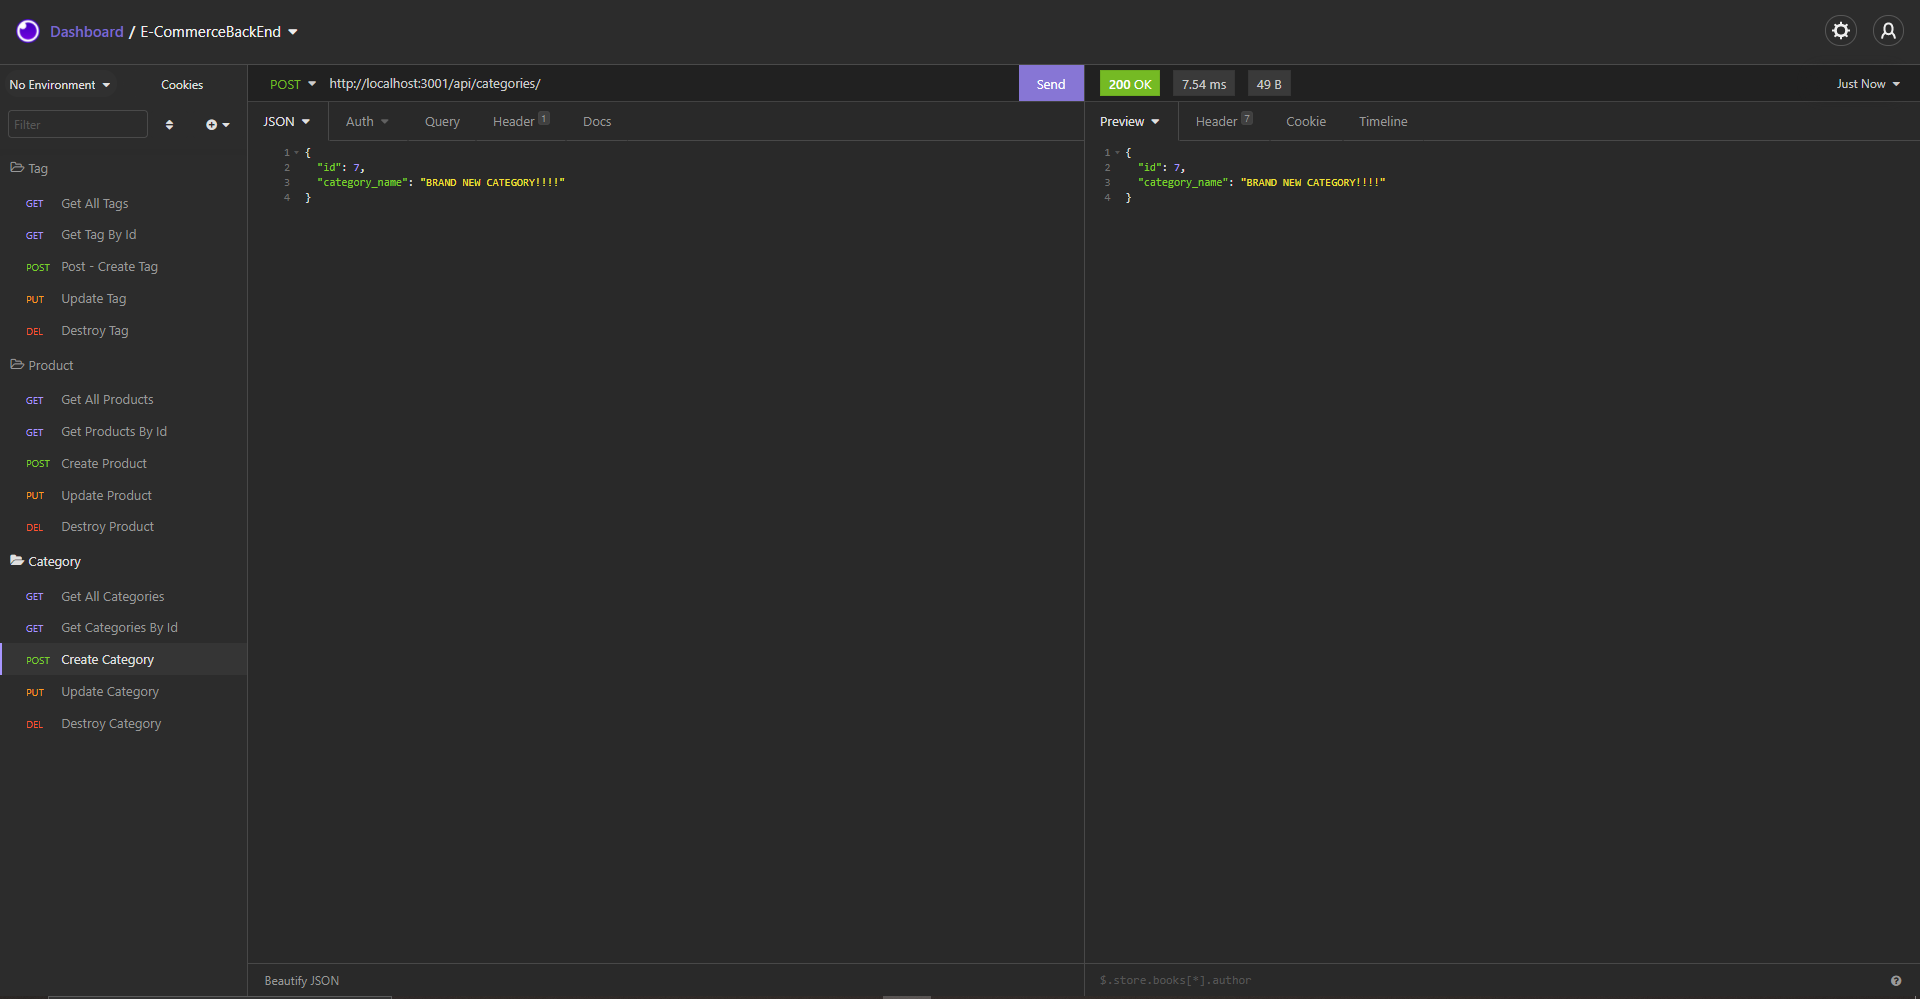 Dashboard / E-CommerceBackEnd
No Environment Cookies
Filter
Tag
GET Get All Tags
GET Get Tag By Id
POST Post - Create Tag
PUT Update Tag
DEL Destroy Tag
Product
GET Get All Products
GET Get Products By Id
POST Create Product
PUT Update Product
DEL Destroy Product
Category
GET Get All Categories
GET Get Categories By Id
POST Create Category
PUT Update Category
DEL Destroy Category
POST http://localhost:3001/api/categories/ Send
JSON Auth Query Header 1 Docs
1 {
2 "id": 7,
3 "category_name": "BRAND NEW CATEGORY!!!!"
4 }
Beautify JSON
200 OK 7.54 ms 49 B Just Now
Preview Header 7 Cookie Timeline
1 {
2 "id": 7,
3 "category_name": "BRAND NEW CATEGORY!!!!"
4 }
$.store.books[*].author